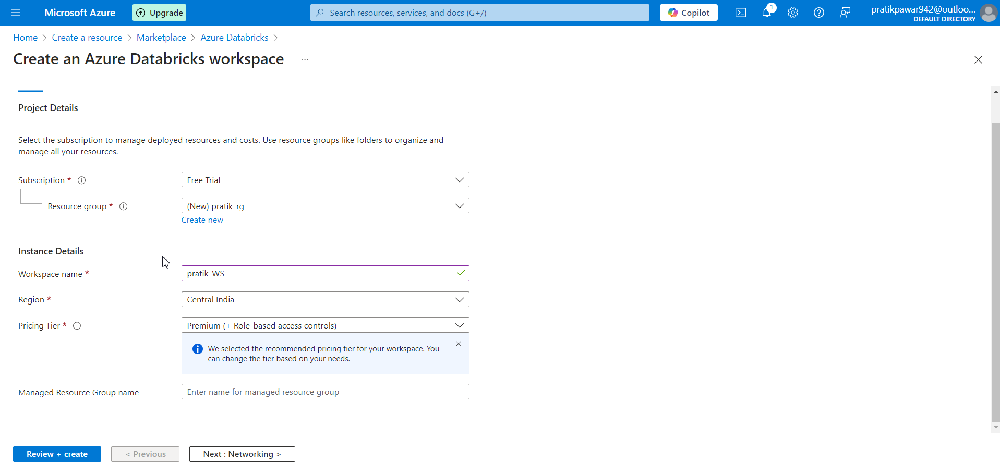 Microsoft Azure
Upgrade
Search resources, services, and docs (G+/)
Copilot
1
pratikpawar942@outloo...
DEFAULT DIRECTORY
Home > Create a resource > Marketplace > Azure Databricks >
Create an Azure Databricks workspace ...
Project Details
Select the subscription to manage deployed resources and costs. Use resource groups like folders to organize and
manage all your resources.
Subscription *
Free Trial
Resource group *
(New) pratik_rg
Create new
Instance Details
Workspace name *
pratik_WS
Region *
Central India
Pricing Tier *
Premium (+ Role-based access controls)
We selected the recommended pricing tier for your workspace. You
can change the tier based on your needs.
Managed Resource Group name
Enter name for managed resource group
Review + create
< Previous
Next : Networking >